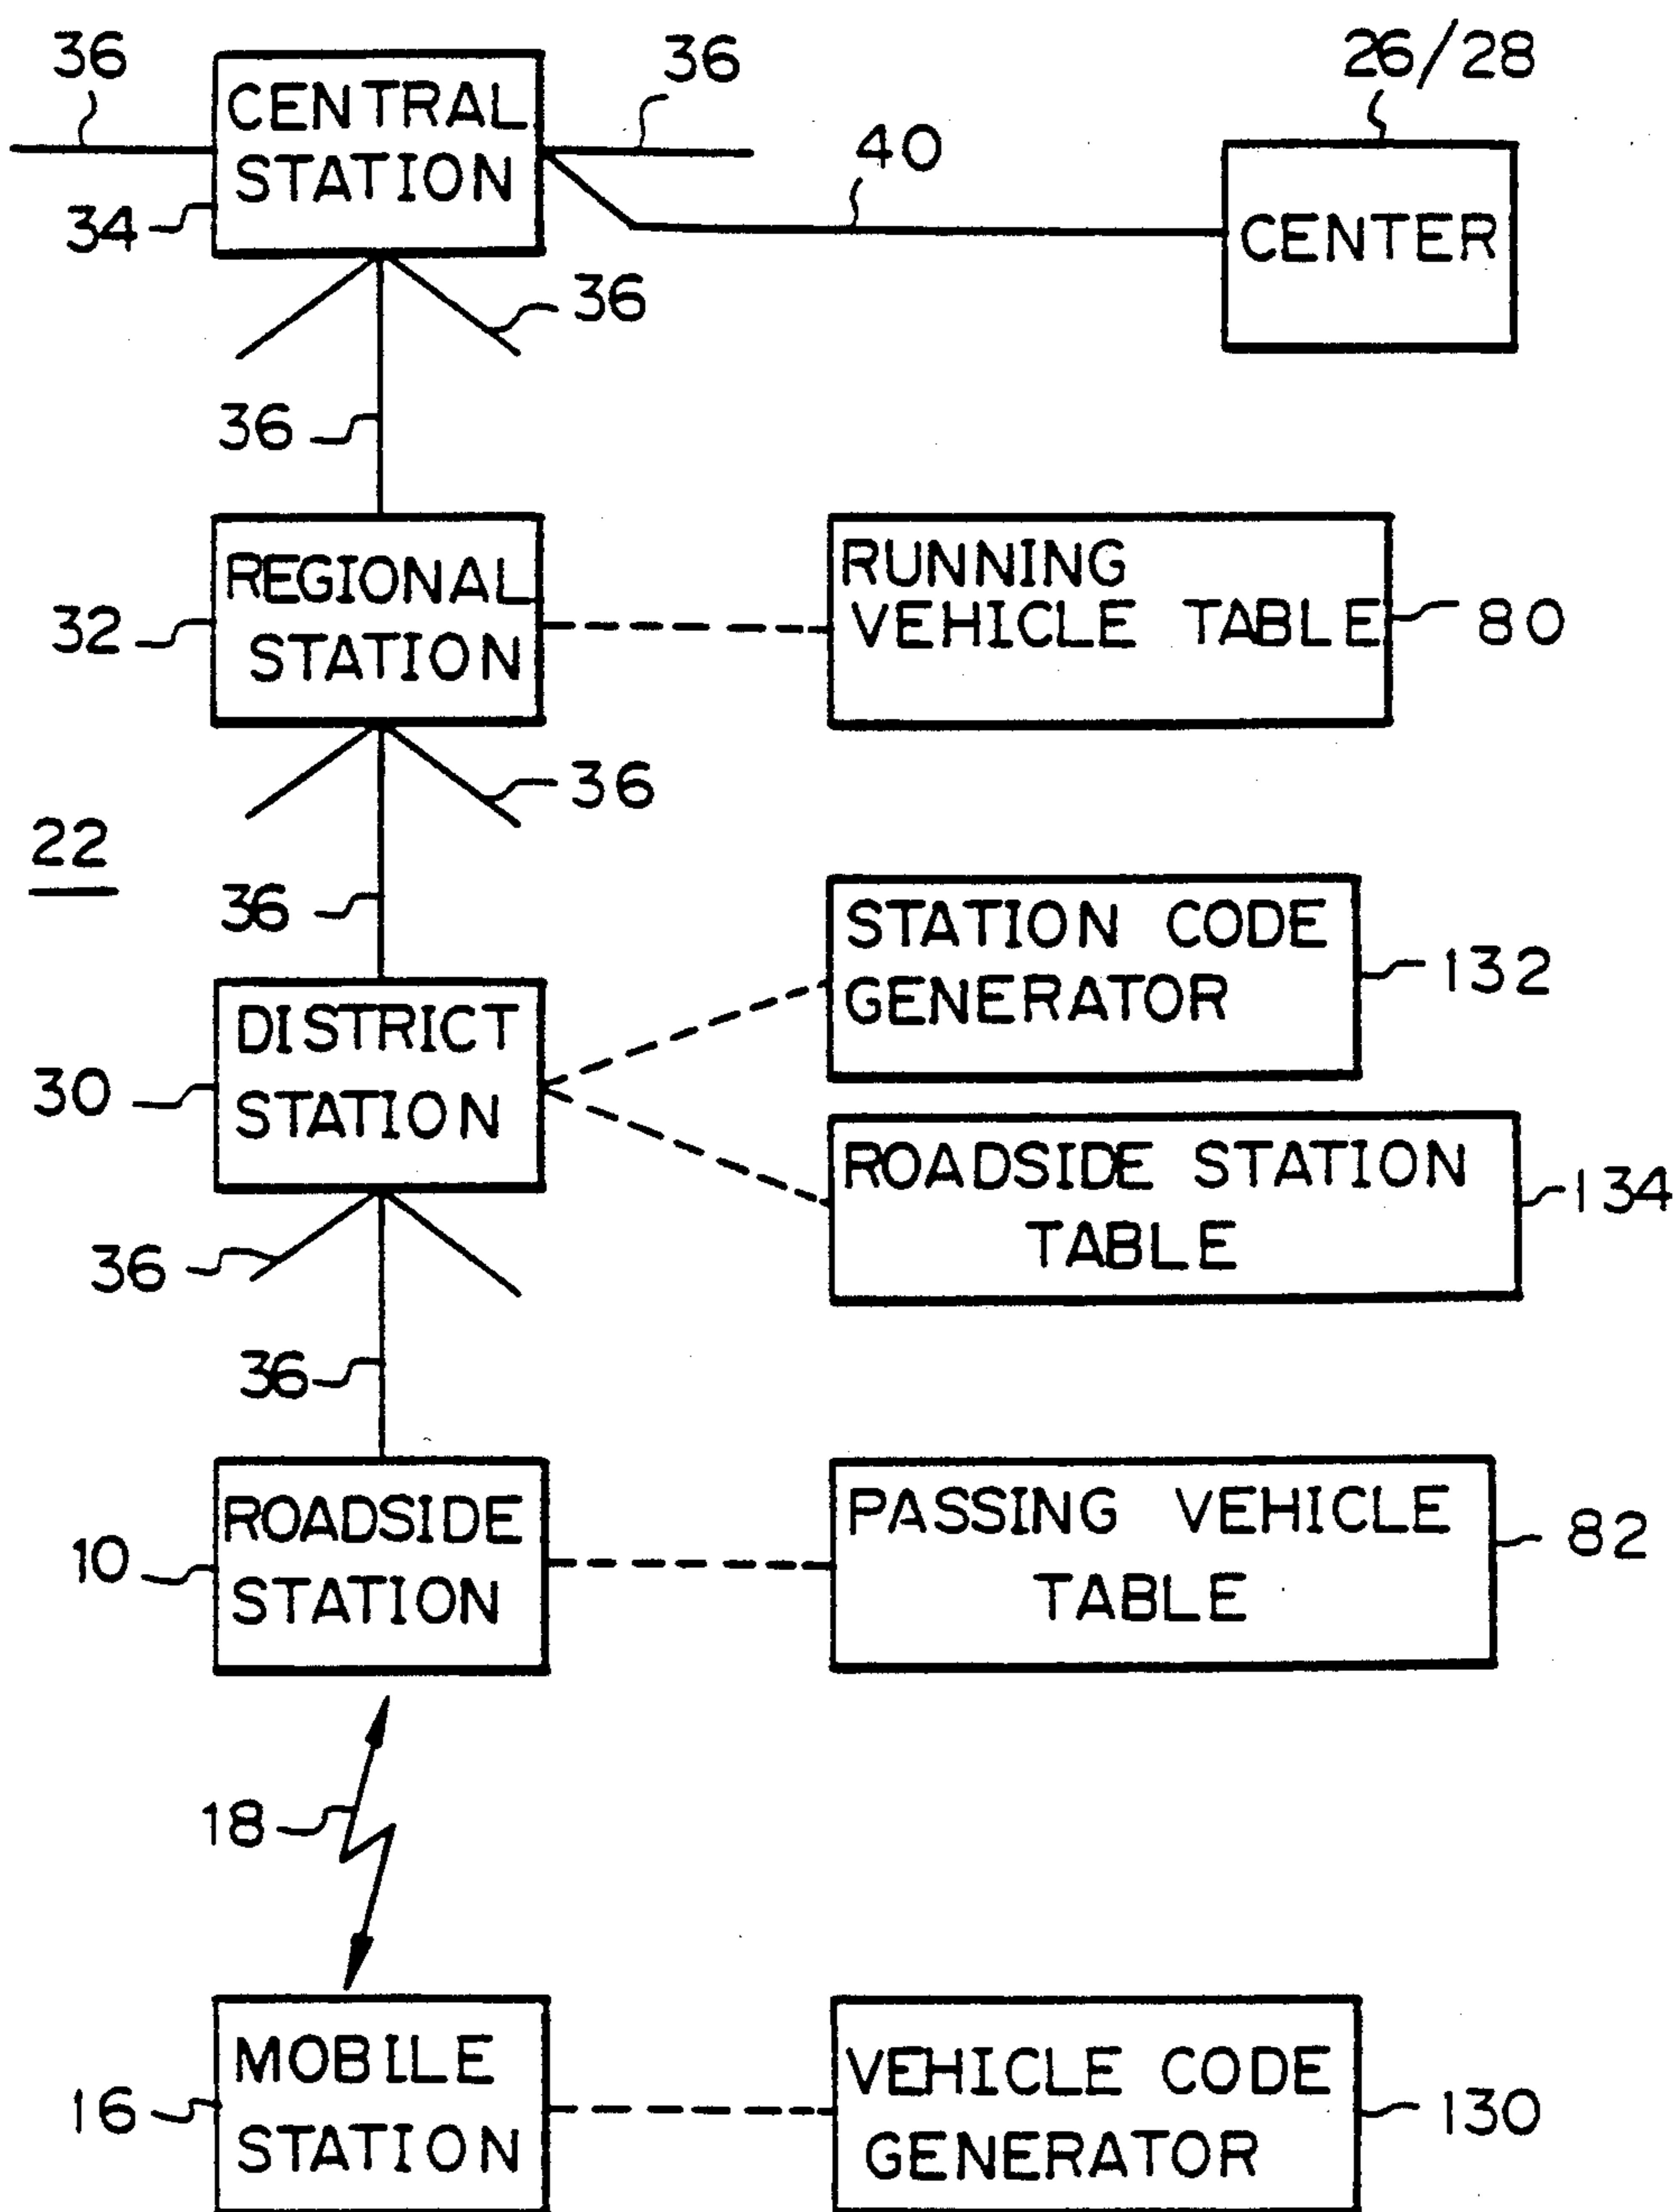 36
CENTRAL
STATION
36
26/28
34
40
CENTER
36
36
REGIONAL
STATION
32
RUNNING
VEHICLE TABLE
80
36
22
36
DISTRICT
STATION
30
STATION CODE
GENERATOR
132
ROADSIDE STATION
TABLE
134
36
36
ROADSIDE
STATION
10
PASSING VEHICLE
TABLE
82
18
MOBILE
STATION
16
VEHICLE CODE
GENERATOR
130